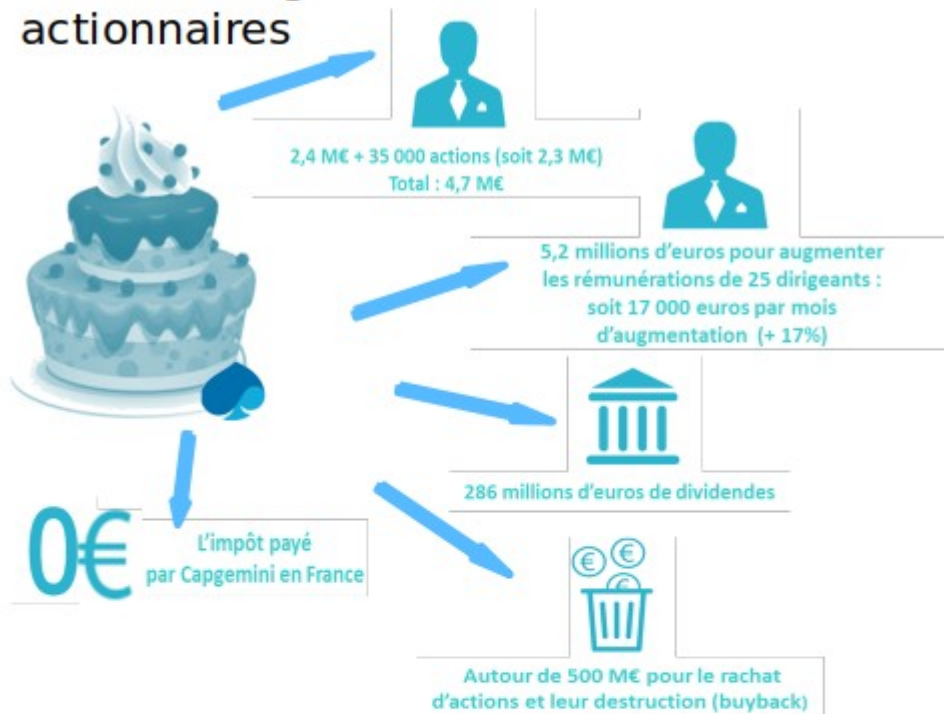 actionnaires
2,4 M€ + 35 000 actions (soit 2,3 M€)
Total : 4,7 M€
5,2 millions d'euros pour augmenter
les rémunérations de 25 dirigeants :
soit 17 000 euros par mois
d'augmentation (+ 17%)
286 millions d'euros de dividendes
0€
L'impôt payé
par Capgemini en France
€ €
€
Autour de 500 M€ pour le rachat
d'actions et leur destruction (buyback)